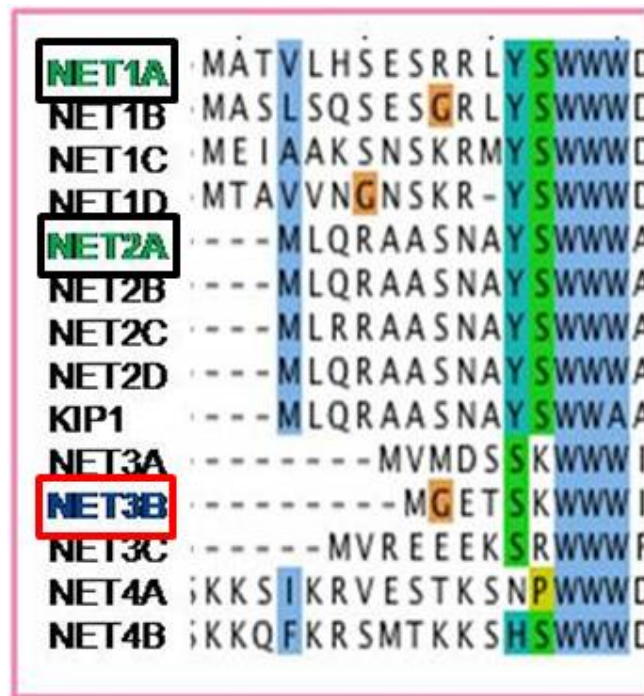 NET1A MATVLHSESRRLYSWWWD
NET1B MASLSQSESGRLYSWWWD
NET1C MEIAAKSNSKRMYSWWWD
NET1D MTAVVNGNSKR-YSWWWD
NET2A ----MLQRAASNAYSWWWA
NET2B ----MLQRAASNAYSWWWA
NET2C ----MLRRAASNAYSWWWA
NET2D ----MLQRAASNAYSWWWA
KIP1 ----MLQRAASNAYSWWAA
NET3A --------MVMDSSKWWW
NET3B ---------MGETSKWWW
NET3C ------MVREEEKSRWWW
NET4A KKSIKRVESTKSNPWWWD
NET4B KKQFKRSMTKKSHSWWWD